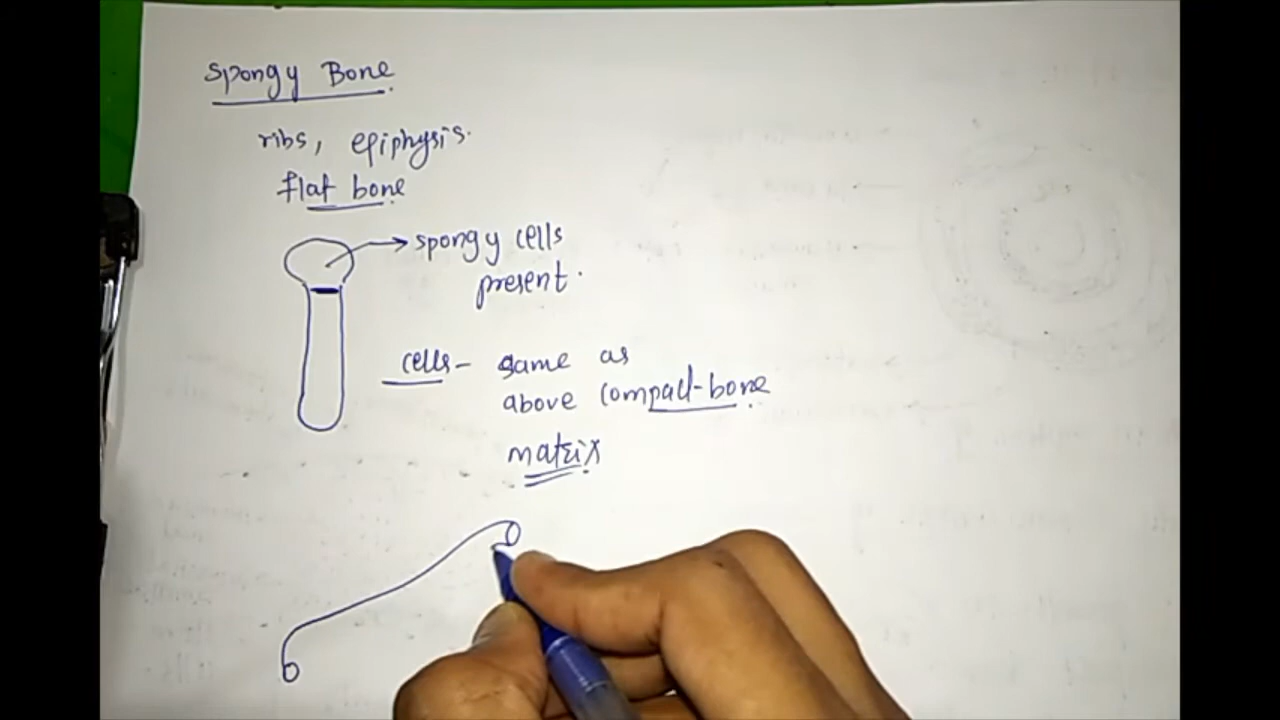 Spongy Bone
ribs, epiphysis.
flat bone
spongy cells
present.
cells - same as
above compact-bone
matrix